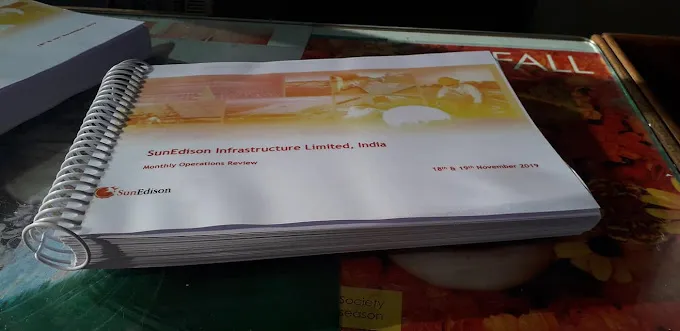 FALL
SunEdison Infrastructure Limited, India
Monthly Operations Review
18th & 19th November 2019
SunEdison
Society
season